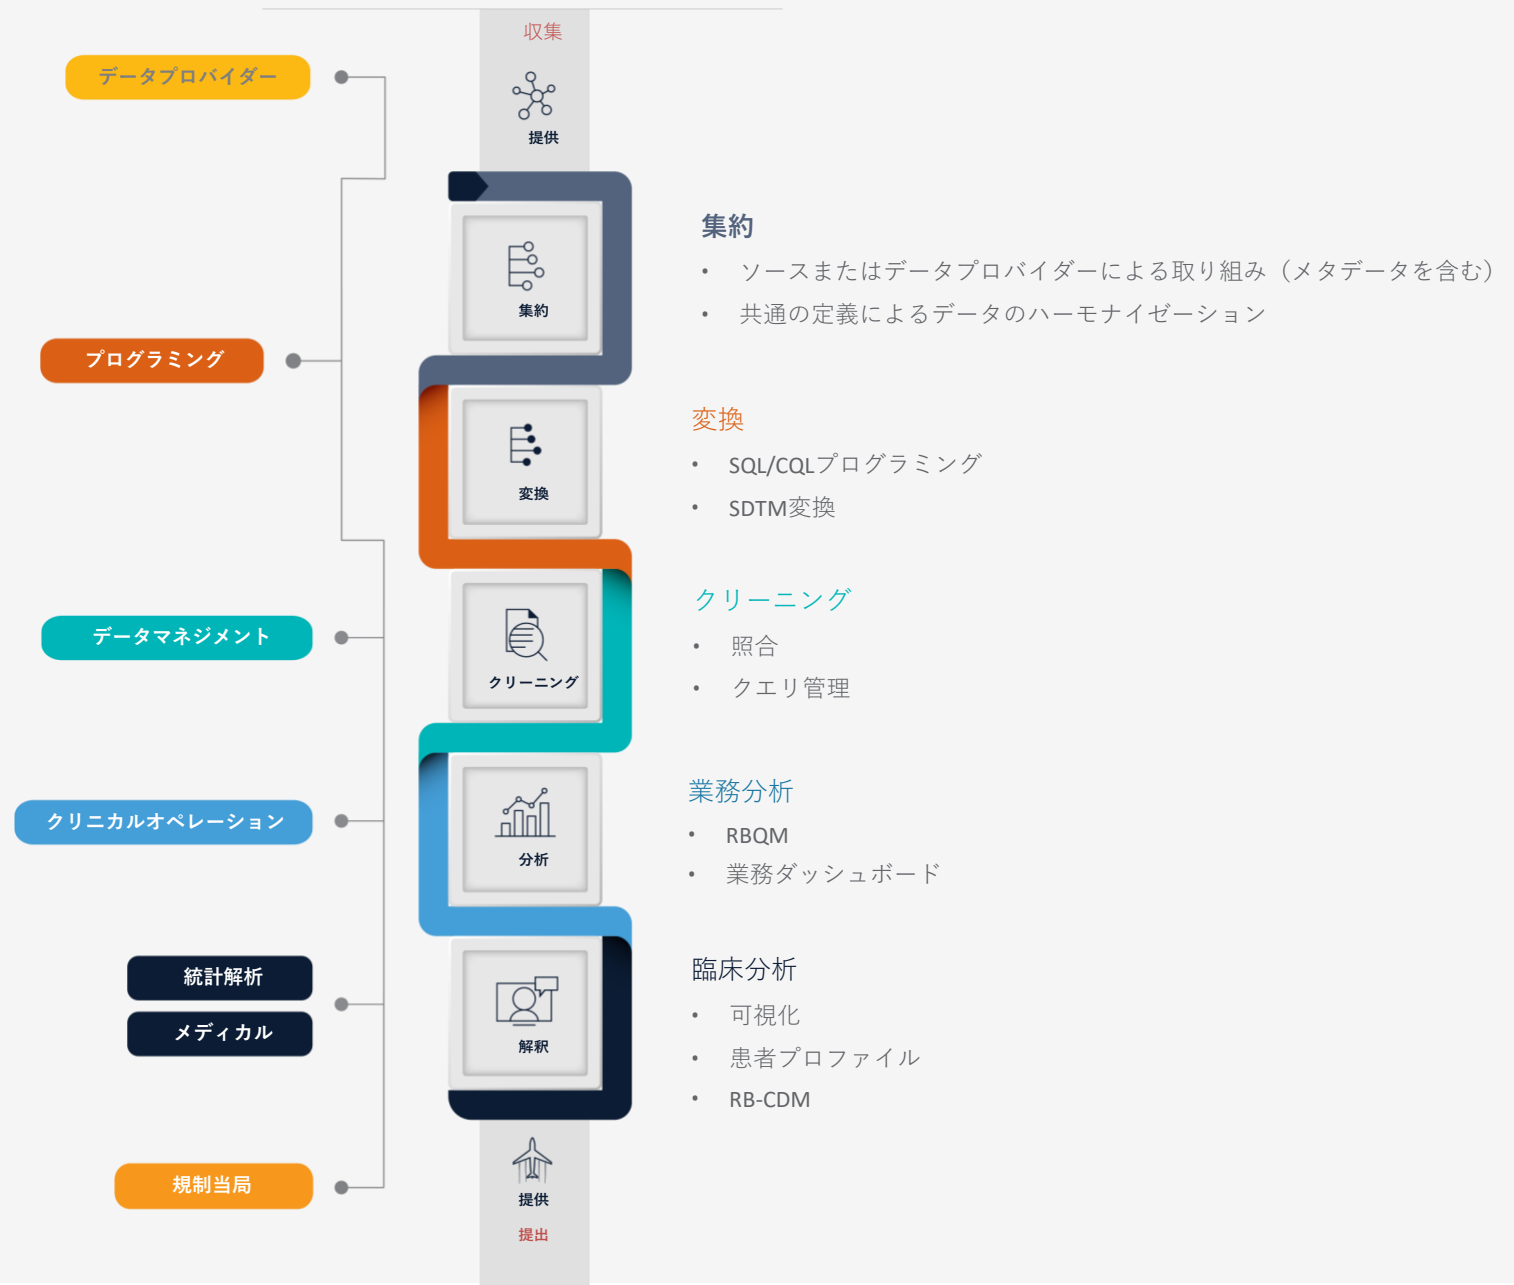 収集
データプロバイダー
提供
集約
• ソースまたはデータプロバイダーによる取り組み（メタデータを含む）
• 共通の定義によるデータのハーモナイゼーション
集約
プログラミング
変換
• SQL/CQLプログラミング
• SDTM変換
変換
クリーニング
• 照合
• クエリ管理
データマネジメント
クリーニング
業務分析
• RBQM
• 業務ダッシュボード
クリニカルオペレーション
分析
臨床分析
• 可視化
• 患者プロファイル
• RB-CDM
統計解析
メディカル
解釈
規制当局
提供
提出